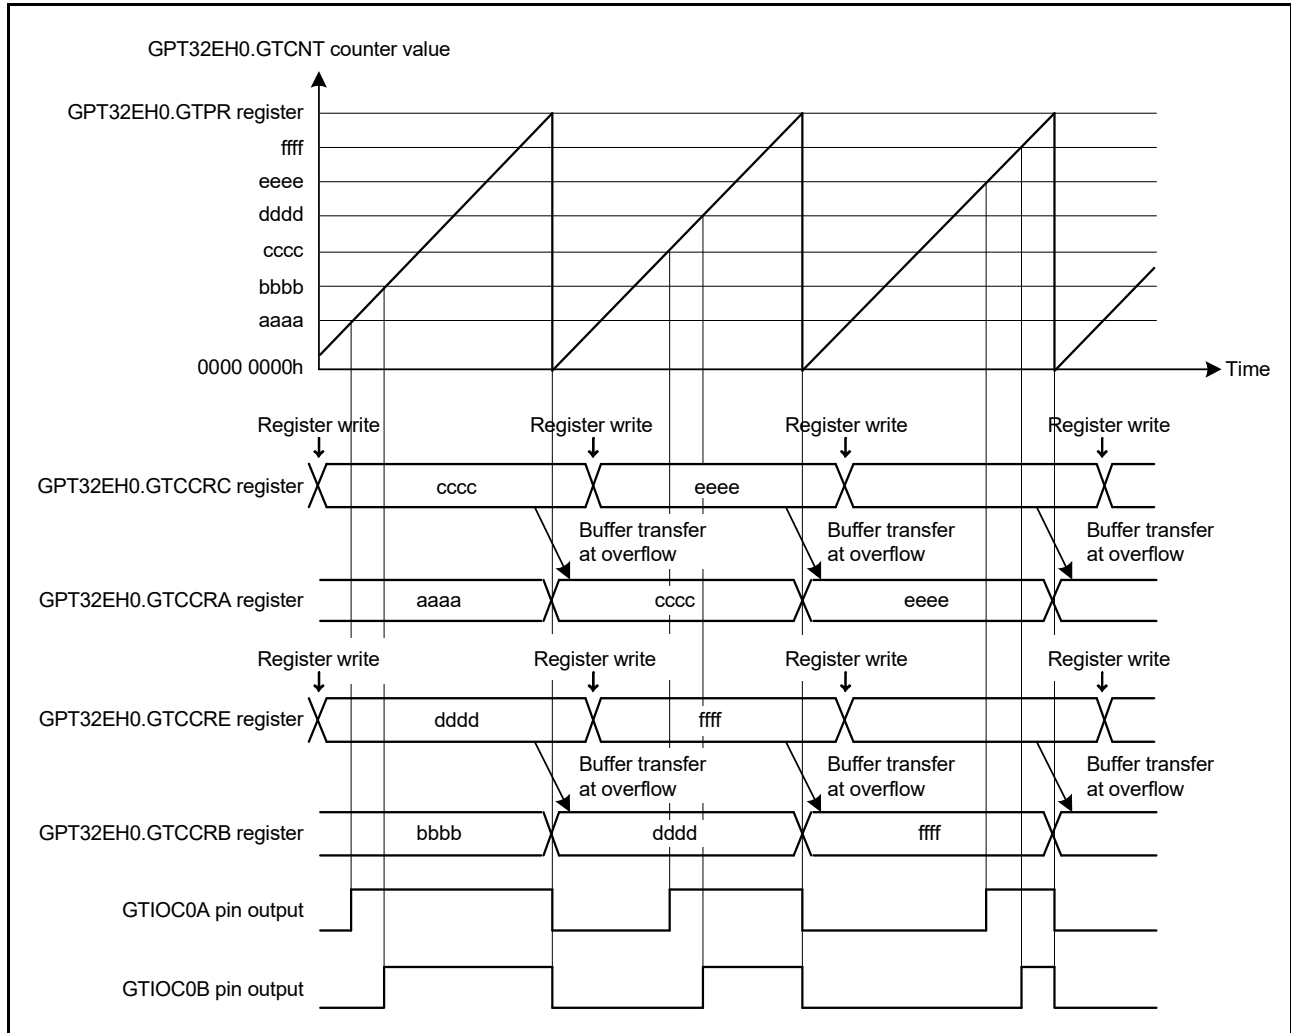 GPT32EH0.GTCNT counter value
GPT32EH0.GTPR register
ffff
eeee
dddd
cccc
bbbb
aaaa
0000 0000h
Time
Register write Register write Register write Register write
GPT32EH0.GTCCRC register cccc eeee
Buffer transfer Buffer transfer Buffer transfer
at overflow at overflow at overflow
GPT32EH0.GTCCRA register aaaa cccc eeee
Register write Register write Register write Register write
GPT32EH0.GTCCRE register dddd ffff
Buffer transfer Buffer transfer Buffer transfer
at overflow at overflow at overflow
GPT32EH0.GTCCRB register bbbb dddd ffff
GTIOC0A pin output
GTIOC0B pin output